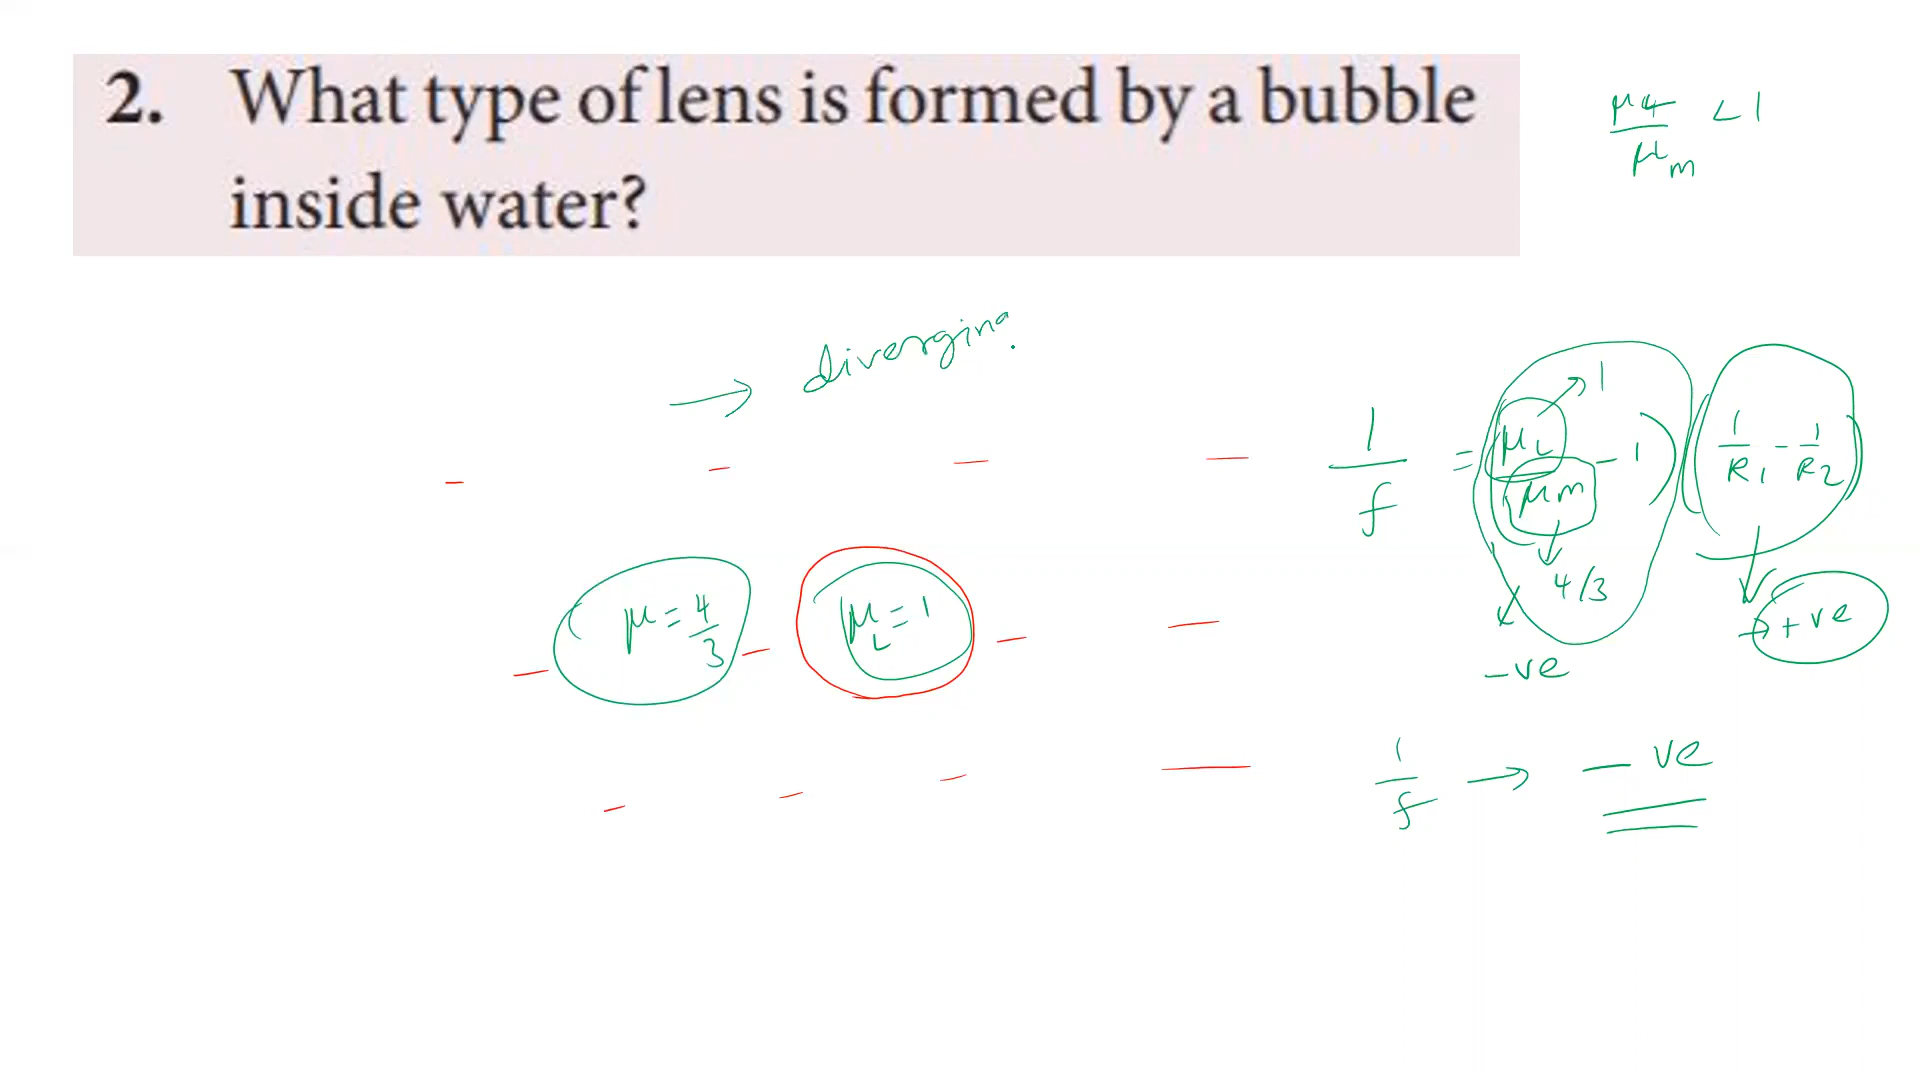 2. What type of lens is formed by a bubble
inside water?
μ4/μm < 1
→ diverging.
1/f = (μL/μm - 1) (1/R1 - 1/R2)
→ 1
4/3
→ +ve
-ve
μ = 4/3
μL = 1
1/f → - ve